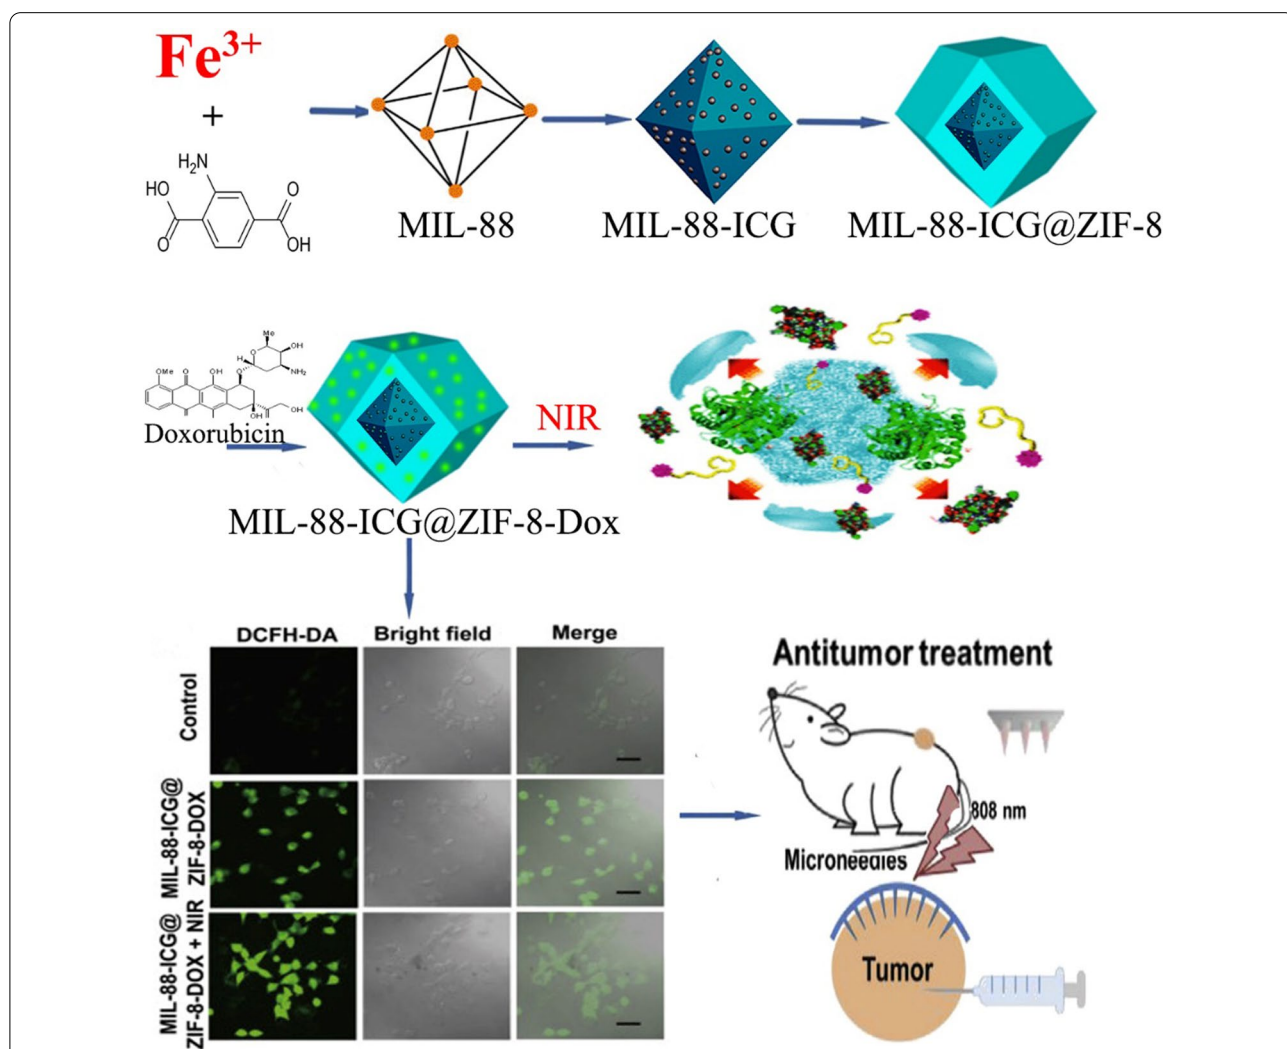 Fe³⁺
+
H₂N
HO
O
O
OH
MIL-88
MIL-88-ICG
MIL-88-ICG@ZIF-8
Me
OH
H
O
O
NH₂
OMe
O
OH
OH
OH
O
O
Doxorubicin
NIR
MIL-88-ICG@ZIF-8-Dox
DCFH-DA
Bright field
Merge
Control
MIL-88-ICG@
ZIF-8-DOX
MIL-88-ICG@
ZIF-8-DOX + NIR
Antitumor treatment
808 nm
Microneedles
Tumor